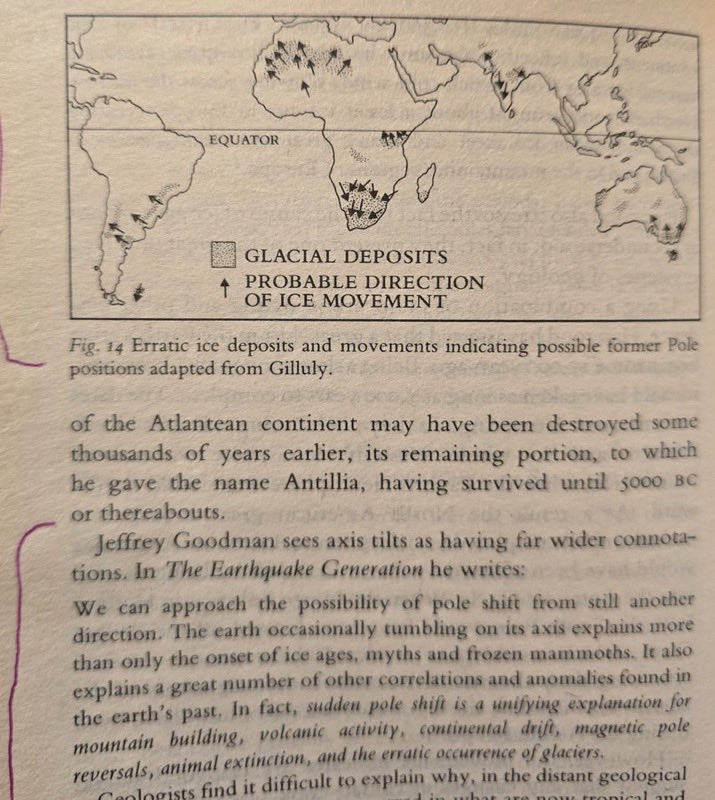 EQUATOR
GLACIAL DEPOSITS
PROBABLE DIRECTION
OF ICE MOVEMENT
Fig. 14 Erratic ice deposits and movements indicating possible former Pole
positions adapted from Gilluly.
of the Atlantean continent may have been destroyed some
thousands of years earlier, its remaining portion, to which
he gave the name Antillia, having survived until 5000 BC
or thereabouts.
Jeffrey Goodman sees axis tilts as having far wider connota-
tions. In The Earthquake Generation he writes:
We can approach the possibility of pole shift from still another
direction. The earth occasionally tumbling on its axis explains more
than only the onset of ice ages, myths and frozen mammoths. It also
explains a great number of other correlations and anomalies found in
the earth's past. In fact, sudden pole shift is a unifying explanation for
mountain building, volcanic activity, continental drift, magnetic pole
reversals, animal extinction, and the erratic occurrence of glaciers.
Geologists find it difficult to explain why, in the distant geological
in what are now tropical and